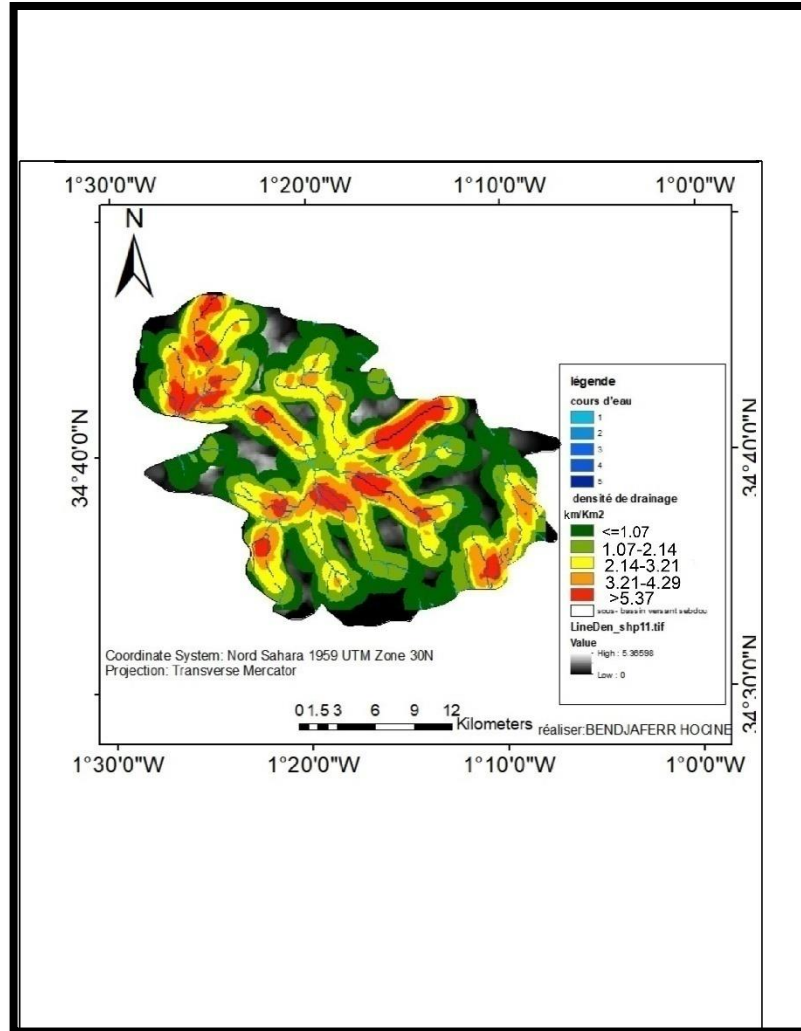 1°30'0"W 1°20'0"W 1°10'0"W 1°0'0"W
N
34°40'0"N
34°40'0"N
34°30'0"N
légende
cours d'eau
1
2
3
4
5
densité de drainage
km/Km2
<=1.07
1.07-2.14
2.14-3.21
3.21-4.29
>5.37
sous- bassin versant sebdou
LineDen_shp11.tif
Value
High : 5.36598
Low : 0
Coordinate System: Nord Sahara 1959 UTM Zone 30N
Projection: Transverse Mercator
0 1.5 3 6 9 12
Kilometers
réaliser:BENDJAFERR HOCINE
1°30'0"W 1°20'0"W 1°10'0"W 1°0'0"W